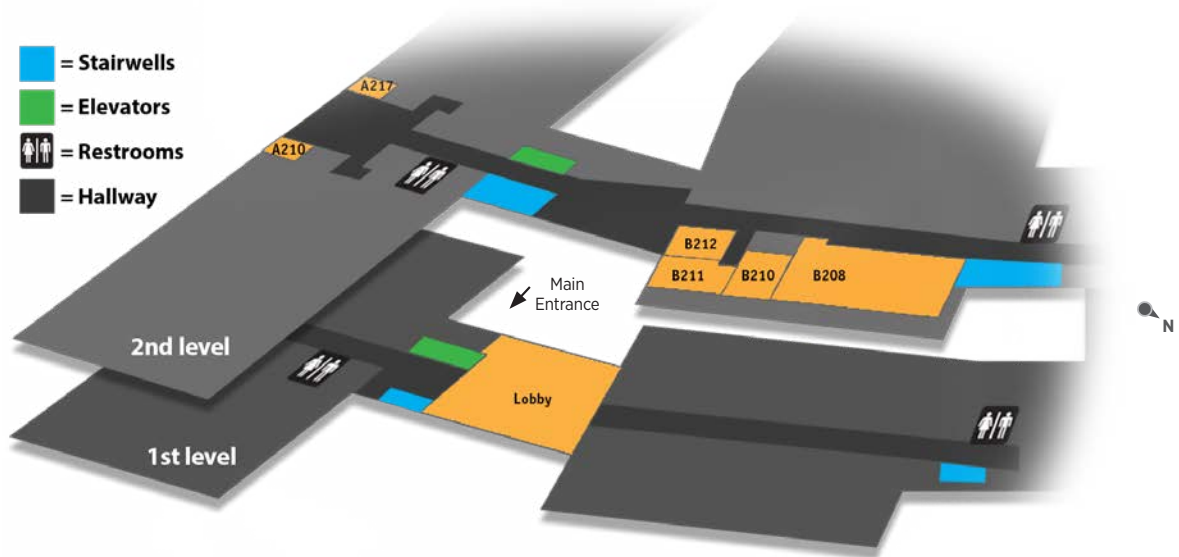 = Stairwells
= Elevators
= Restrooms
= Hallway
A217
A210
B212
B211
B210
B208
Main
Entrance
N
2nd level
Lobby
1st level